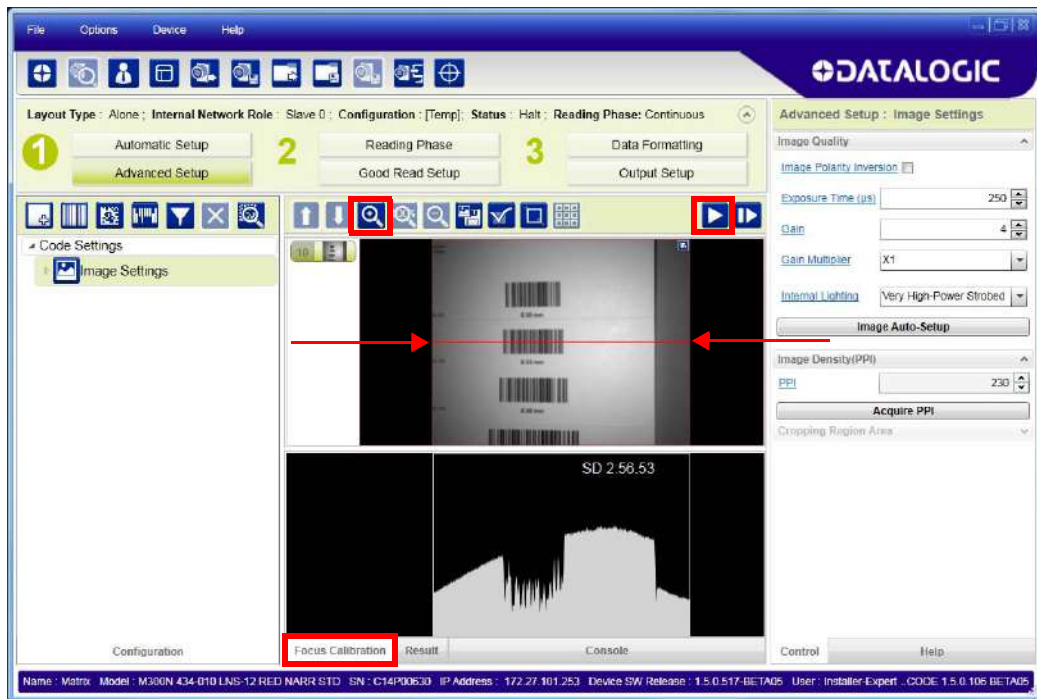 File Options Device Help
DATALOGIC
Layout Type : Alone ; Internal Network Role : Slave 0 ; Configuration : [Temp]; Status : Halt ; Reading Phase: Continuous
1 Automatic Setup
Advanced Setup
2 Reading Phase
Good Read Setup
3 Data Formatting
Output Setup
Code Settings
Image Settings
10
SD 2.56.53
Configuration
Focus Calibration Result Console
Advanced Setup : Image Settings
Image Quality
Image Polarity Inversion
Exposure Time (µs) 250
Gain 4
Gain Multiplier X1
Internal Lighting Very High-Power Strobed
Image Auto-Setup
Image Density(PPI)
PPI 230
Acquire PPI
Cropping Region Area
Control Help
Name : Matrix Model : M300N 434-010 LNS-12 RED NARR STD SN : C14P00630 IP Address : 172.27.101.253 Device SW Release : 1.5.0.517-BETA05 User : Installer-Expert ..CODE 1.5.0.106 BETA05